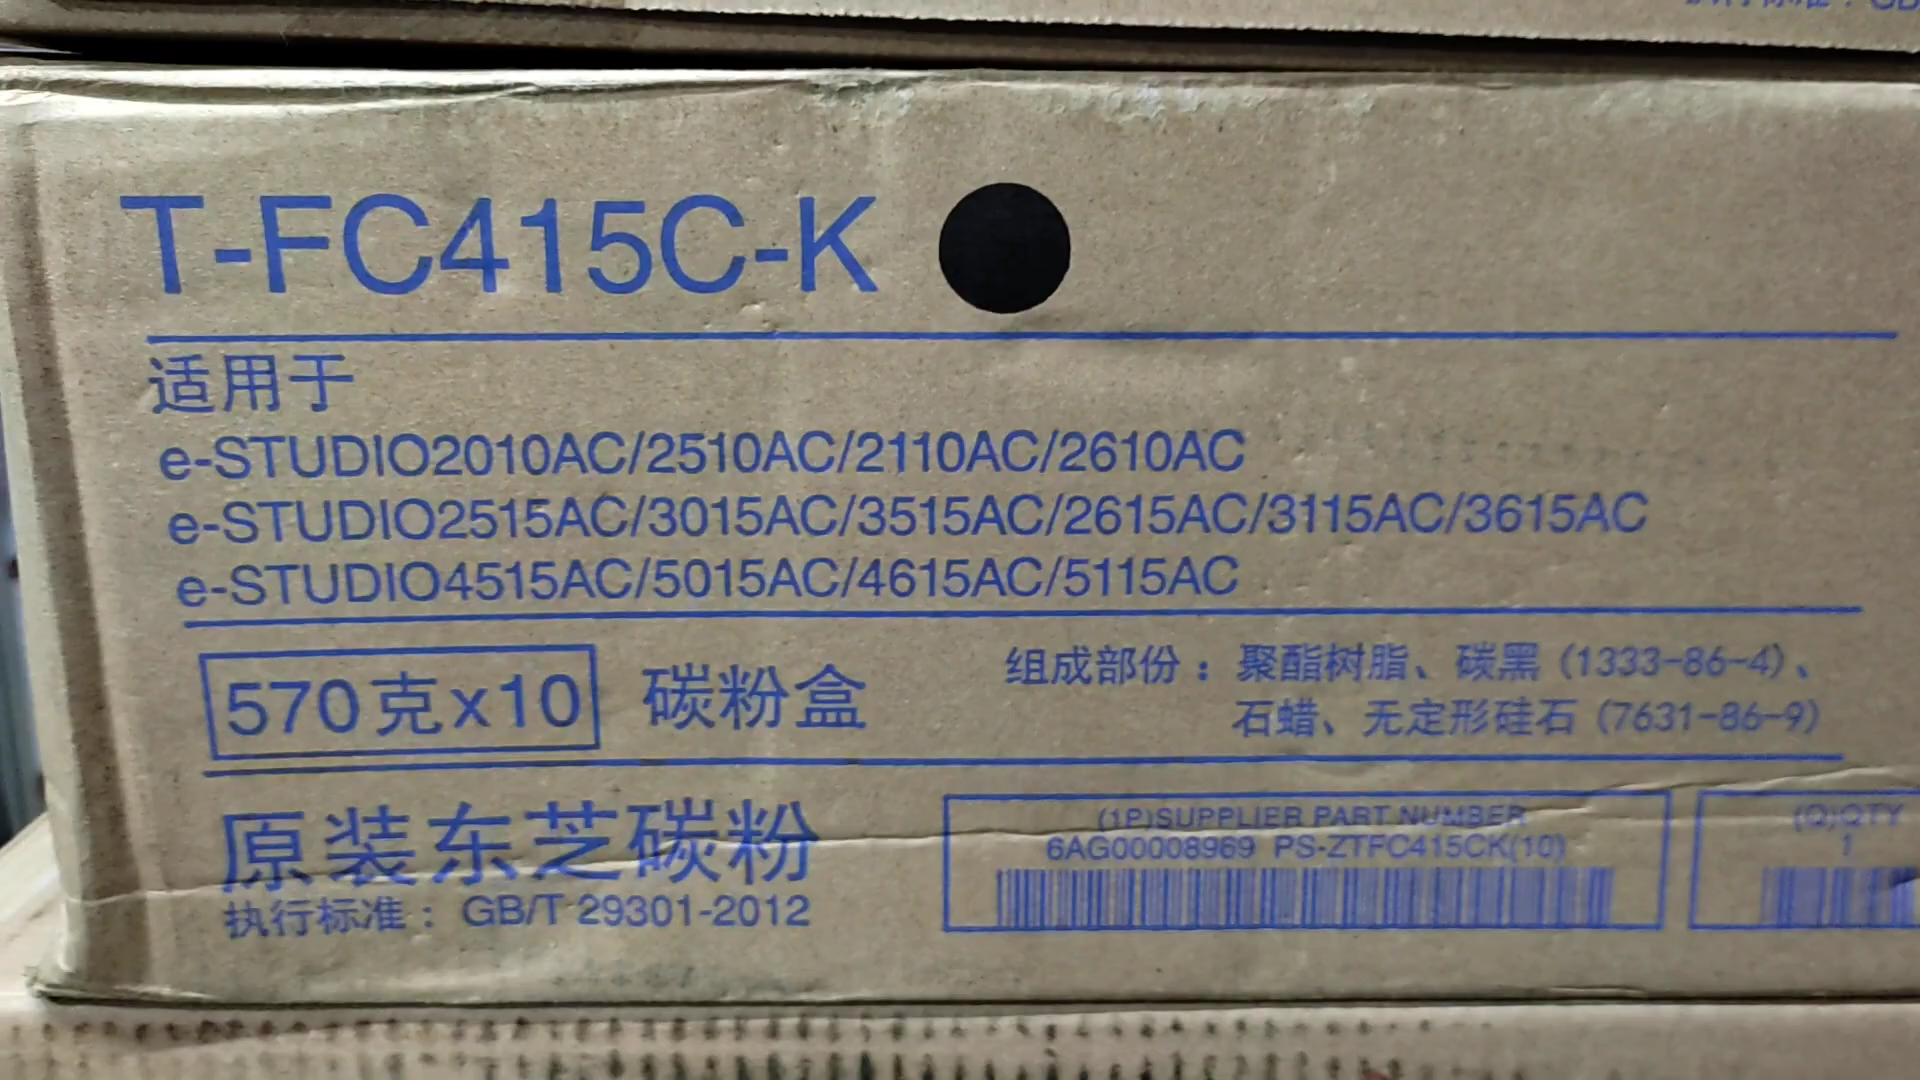 T-FC415C-K
适用于
e-STUDIO2010AC/2510AC/2110AC/2610AC
e-STUDIO2515AC/3015AC/3515AC/2615AC/3115AC/3615AC
e-STUDIO4515AC/5015AC/4615AC/5115AC
570克x10 碳粉盒
组成部份：聚酯树脂、碳黑 (1333-86-4)、
石蜡、无定形硅石 (7631-86-9)
原装东芝碳粉
执行标准：GB/T 29301-2012
(1P)SUPPLIER PART NUMBER
6AG00008969 PS-ZTFC415CK(10)
(Q)QTY
1